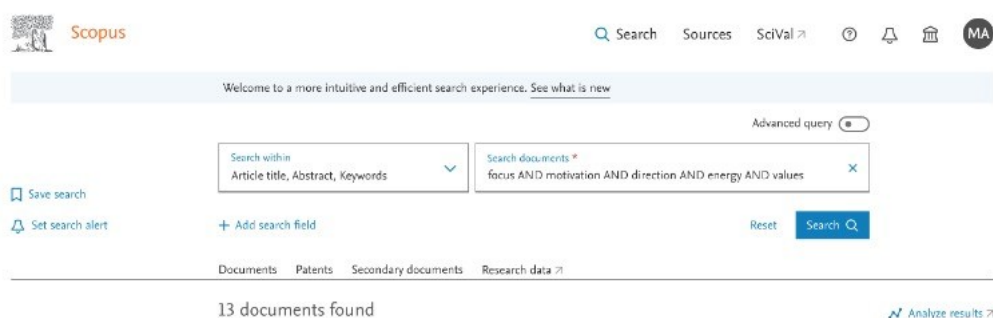 Scopus
Search Sources SciVal ↗ MA
Welcome to a more intuitive and efficient search experience. See what is new
Advanced query
Search within
Article title, Abstract, Keywords
Search documents *
focus AND motivation AND direction AND energy AND values
Save search
Set search alert
+ Add search field
Reset Search
Documents Patents Secondary documents Research data ↗
13 documents found
Analyze results ↗